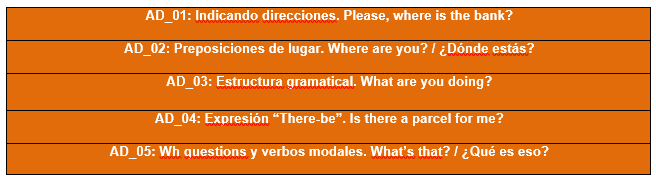 AD_01: Indicando direcciones. Please, where is the bank?
AD_02: Preposiciones de lugar. Where are you? / ¿Dónde estás?
AD_03: Estructura gramatical. What are you doing?
AD_04: Expresión “There-be”. Is there a parcel for me?
AD_05: Wh questions y verbos modales. What’s that? / ¿Qué es eso?